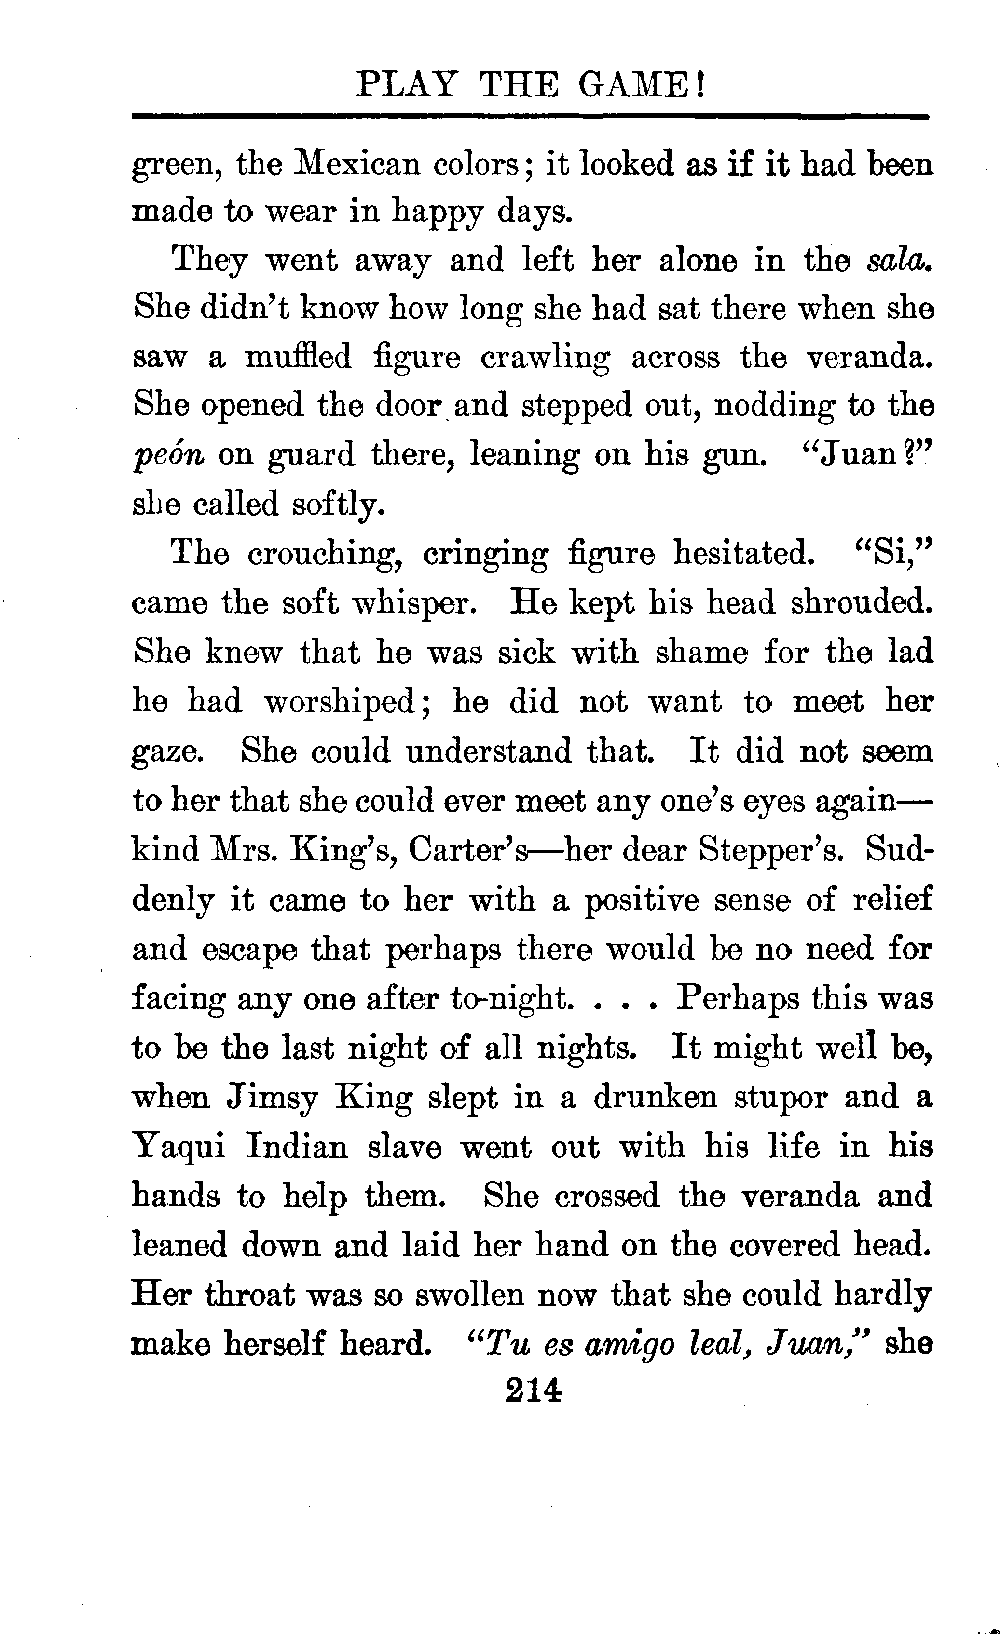 PLAY THE GAME!
green, the Mexican colors; it looked as if it had been
made to wear in happy days.
They went away and left her alone in the sala.
She didn't know how long she had sat there when she
saw a muffled figure crawling across the veranda.
She opened the door and stepped out, nodding to the
peón on guard there, leaning on his gun. "Juan?"
she called softly.
The crouching, cringing figure hesitated. "Si,"
came the soft whisper. He kept his head shrouded.
She knew that he was sick with shame for the lad
he had worshiped; he did not want to meet her
gaze. She could understand that. It did not seem
to her that she could ever meet any one's eyes again—
kind Mrs. King's, Carter's—her dear Stepper's. Sud-
denly it came to her with a positive sense of relief
and escape that perhaps there would be no need for
facing any one after to-night. . . . Perhaps this was
to be the last night of all nights. It might well be,
when Jimsy King slept in a drunken stupor and a
Yaqui Indian slave went out with his life in his
hands to help them. She crossed the veranda and
leaned down and laid her hand on the covered head.
Her throat was so swollen now that she could hardly
make herself heard. "Tu es amigo leal, Juan," she
214